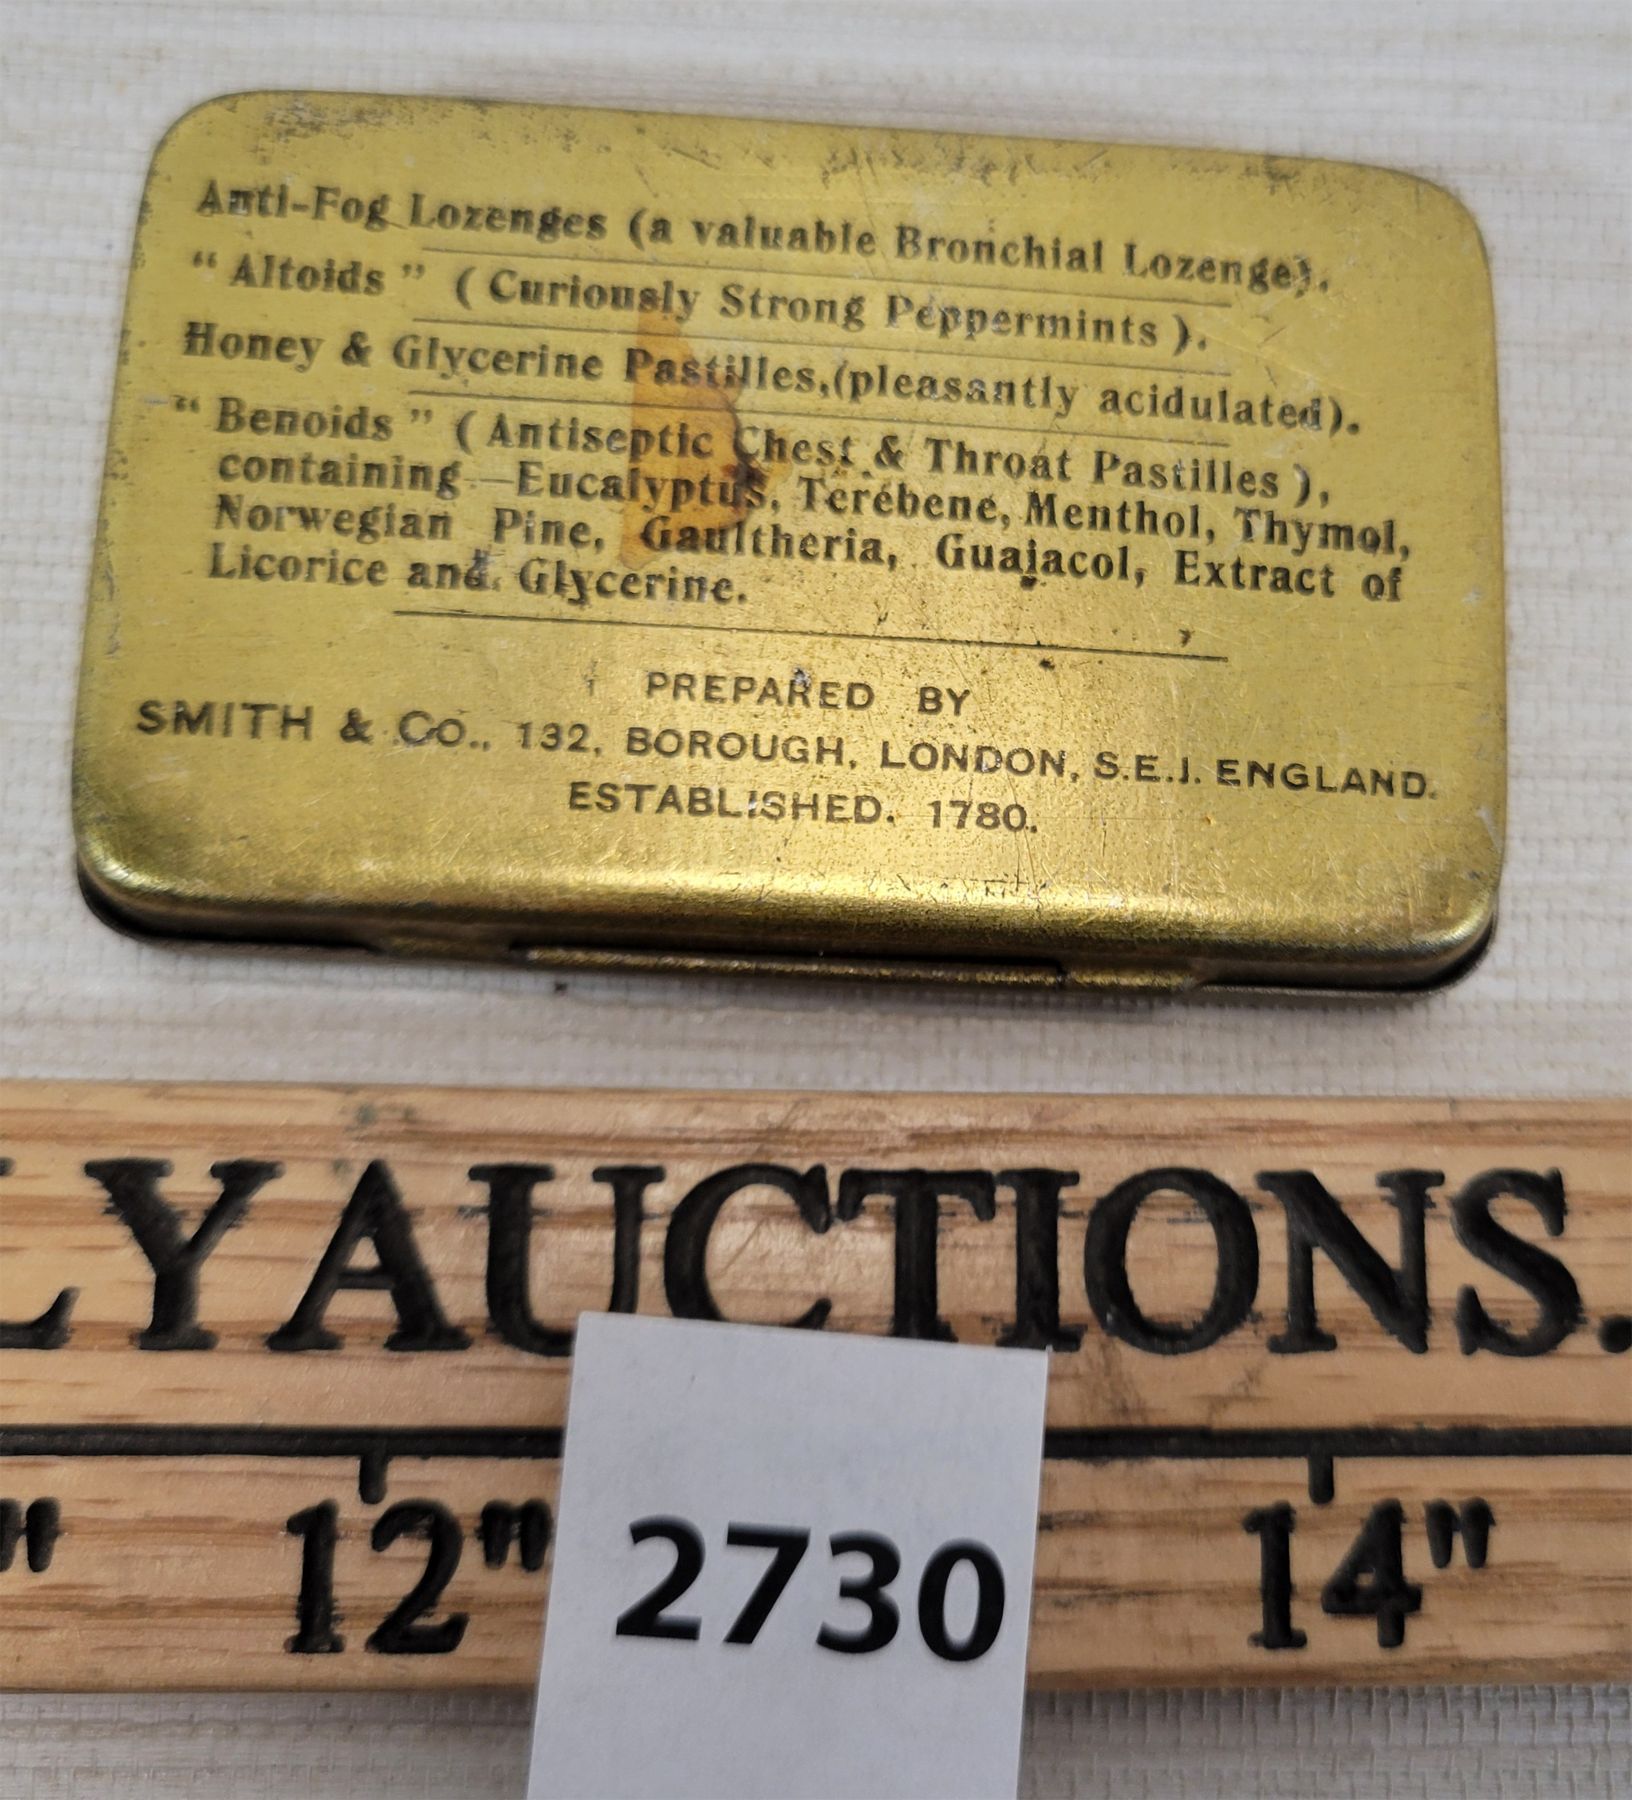 Anti-Fog Lozenges (a valuable Bronchial Lozenge).
“ Altoids ” ( Curiously Strong Peppermints ).
Honey & Glycerine Pastilles,(pleasantly acidulated).
“ Benoids ” ( Antiseptic Chest & Throat Pastilles ),
containing—Eucalyptus, Terebene, Menthol, Thymol,
Norwegian Pine, Gaultheria, Guaiacol, Extract of
Licorice and Glycerine.
PREPARED BY
SMITH & Co., 132, BOROUGH, LONDON, S.E.1. ENGLAND.
ESTABLISHED. 1780.
LYAUCTIONS.
" 12" 14"
2730